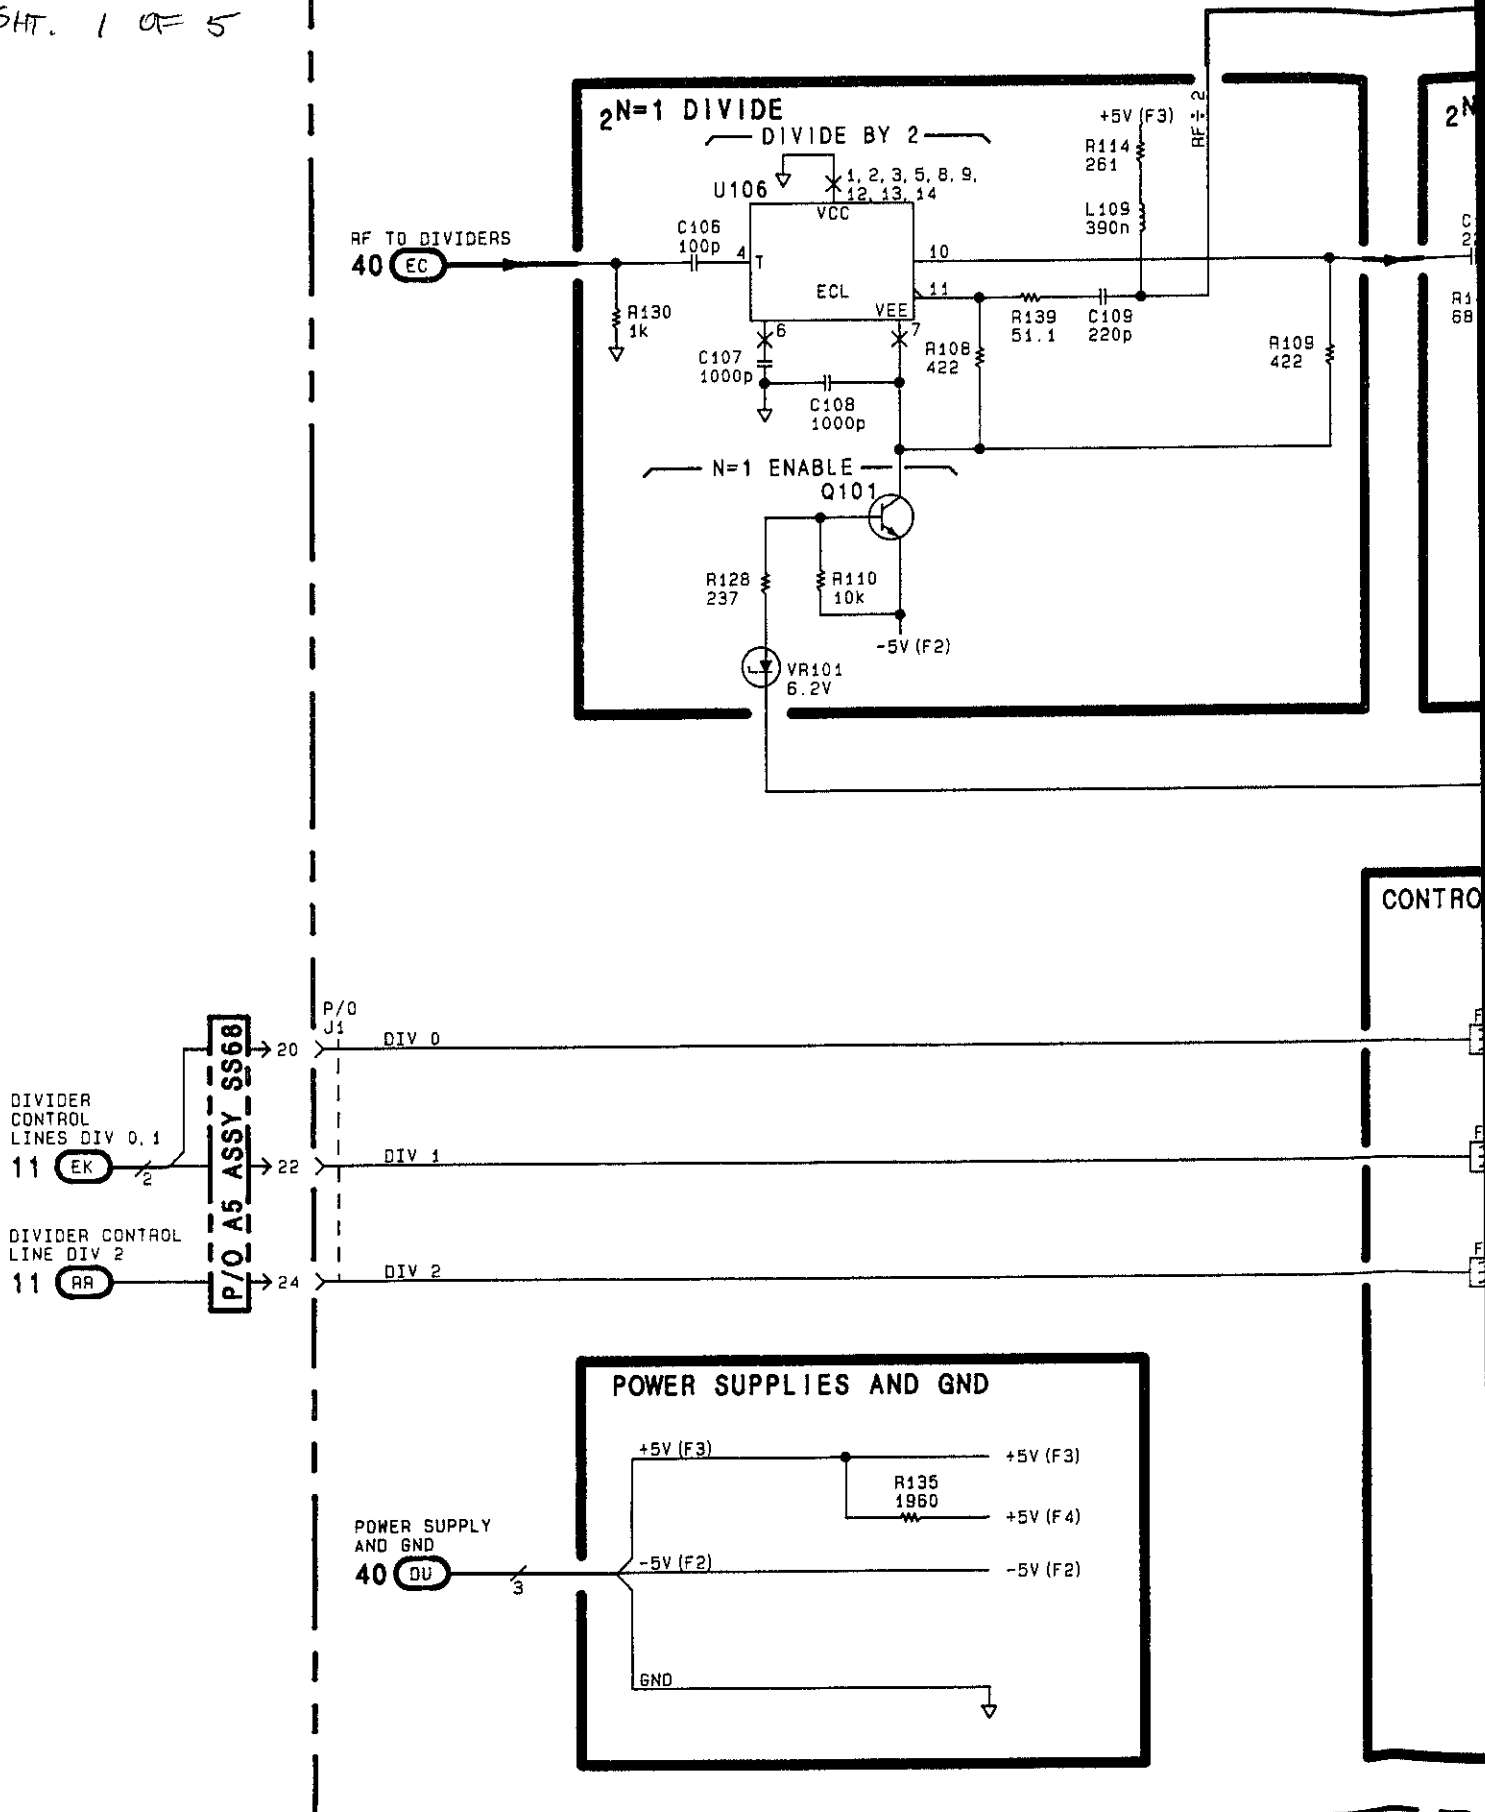 SHT. 1 OF 5
2N=1 DIVIDE
DIVIDE BY 2
U106
1, 2, 3, 5, 8, 9,
12, 13, 14
VCC
+5V (F3)
R114
261
RF÷2
L109
390n
RF TO DIVIDERS
40 EC
C106
100p
4
T
10
ECL
11
VEE
R130
1k
6
7
C107
1000p
C108
1000p
R108
422
R139
51.1
C109
220p
R109
422
N=1 ENABLE
Q101
R128
237
R110
10k
-5V (F2)
VR101
6.2V
2N
C
2
R1
68
CONTRO
P/O
J1
P/O A5 ASSY SS68
20
DIV 0
DIVIDER
CONTROL
LINES DIV 0, 1
11 EK
2
22
DIV 1
DIVIDER CONTROL
LINE DIV 2
11
24
DIV 2
F
F
F
POWER SUPPLIES AND GND
+5V (F3)
+5V (F3)
R135
1960
+5V (F4)
POWER SUPPLY
AND GND
40 DU
3
-5V (F2)
-5V (F2)
GND